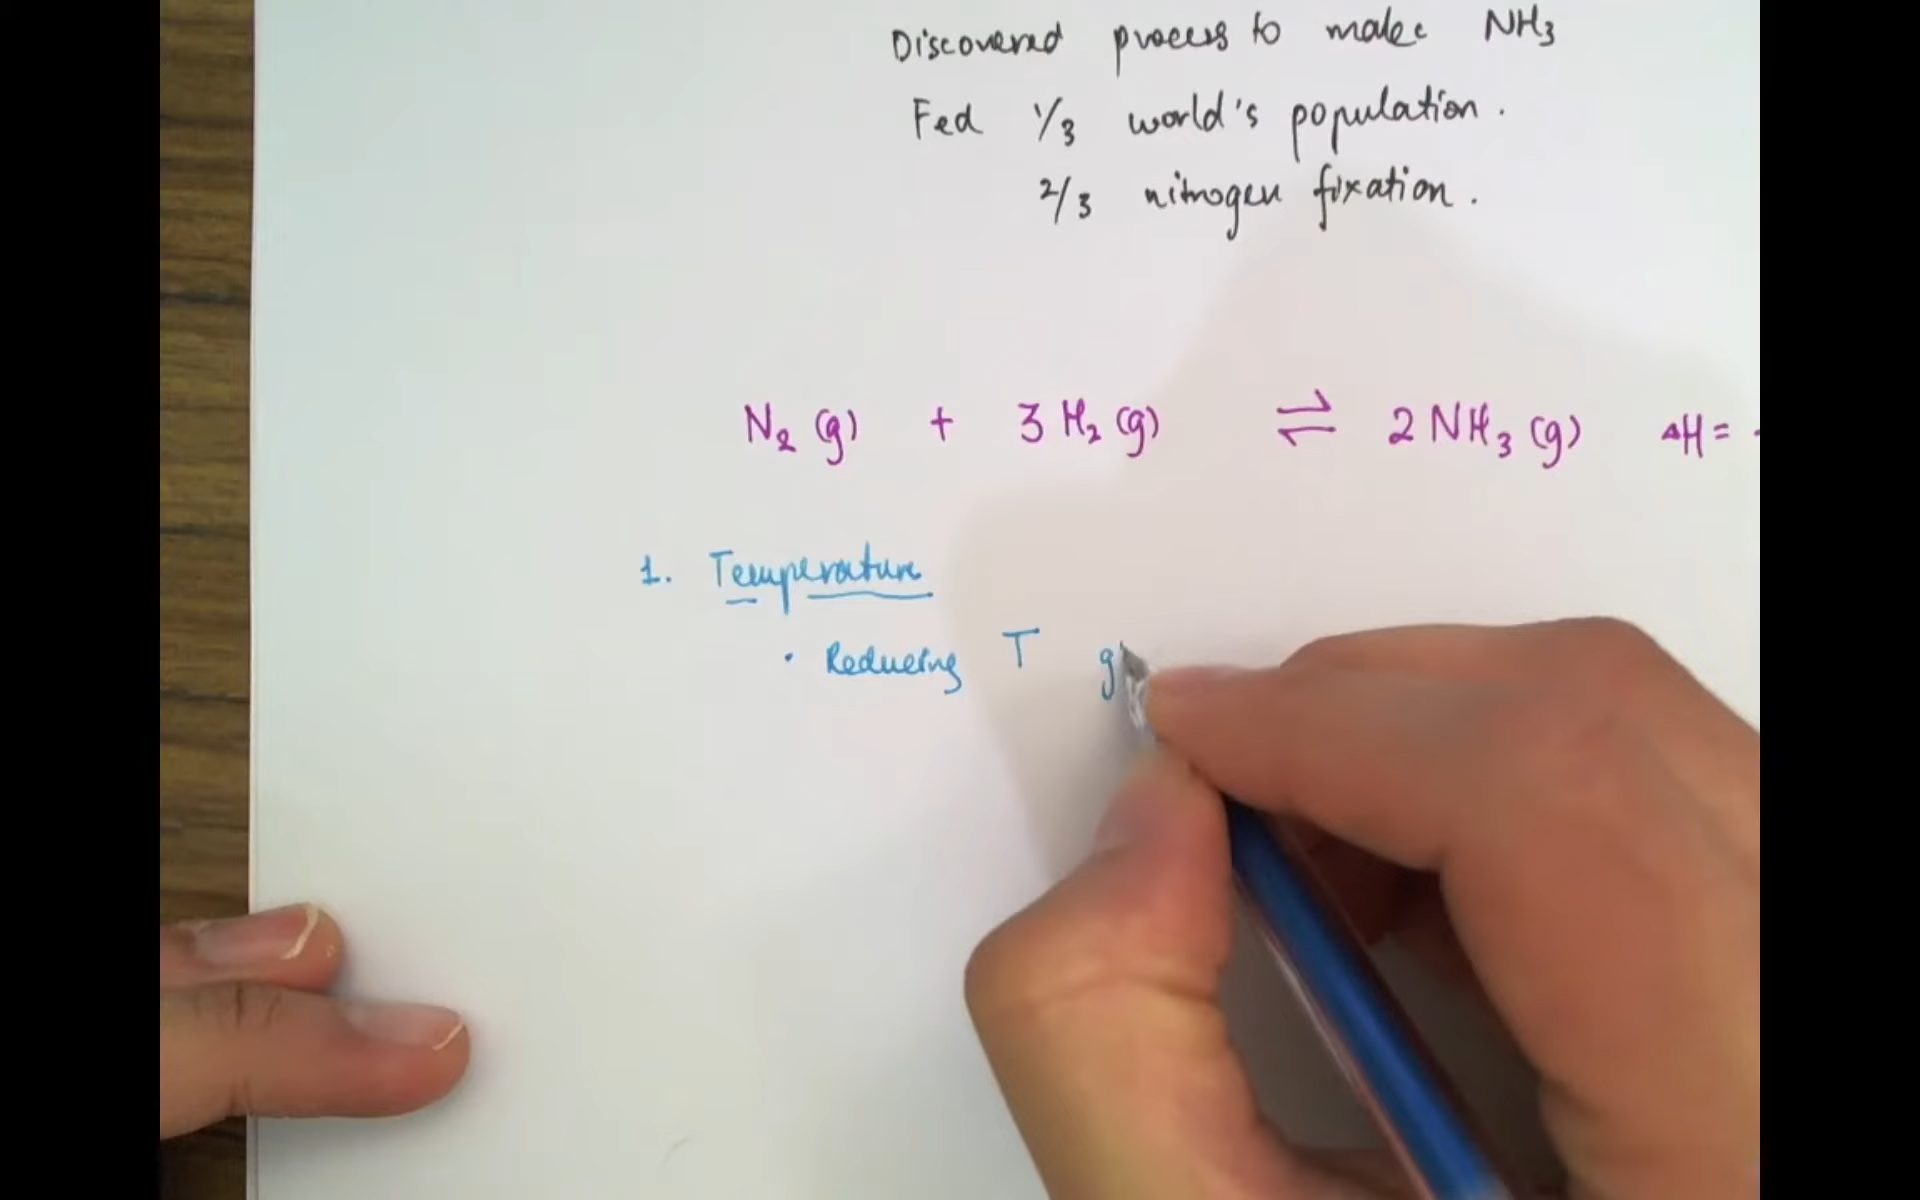 Discovered process to make NH₃
Fed 1/3 world's population.
2/3 nitrogen fixation.
N₂ (g) + 3 H₂ (g) ⇌ 2 NH₃ (g) ΔH =
1. Temperature
• Reducing T